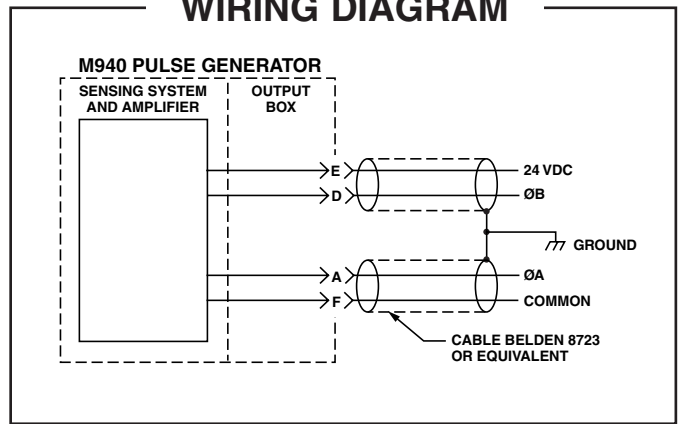 WIRING DIAGRAM
M940 PULSE GENERATOR
SENSING SYSTEM
AND AMPLIFIER
OUTPUT
BOX
E
24 VDC
D
ØB
GROUND
A
ØA
F
COMMON
CABLE BELDEN 8723
OR EQUIVALENT